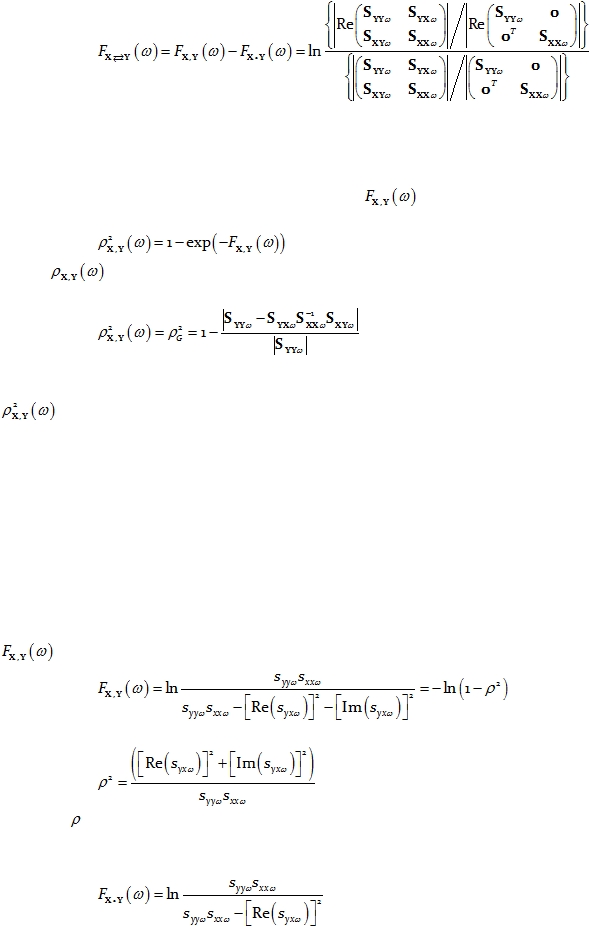 F_{X⇄Y}(ω) = F_{X,Y}(ω) − F_{X•Y}(ω) = ln { |Re( S_{YYω} S_{YXω} ; S_{XYω} S_{XXω} )| / |Re( S_{YYω} o ; o^T S_{XXω} )| } / { |( S_{YYω} S_{YXω} ; S_{XYω} S_{XXω} )| / |( S_{YYω} o ; o^T S_{XXω} )| }
F_{X,Y}(ω)
ρ²_{X,Y}(ω) = 1 − exp(−F_{X,Y}(ω))
ρ_{X,Y}(ω)
ρ²_{X,Y}(ω) = ρ²_G = 1 − |S_{YYω} − S_{YXω} S^{-1}_{XXω} S_{XYω}| / |S_{YYω}|
ρ²_{X,Y}(ω)
F_{X,Y}(ω)
F_{X,Y}(ω) = ln s_{yyω} s_{xxω} / ( s_{yyω} s_{xxω} − [Re(s_{yxω})]² − [Im(s_{yxω})]² ) = −ln(1 − ρ²)
ρ² = ([Re(s_{yxω})]² + [Im(s_{yxω})]²) / s_{yyω} s_{xxω}
ρ
F_{X•Y}(ω) = ln s_{yyω} s_{xxω} / ( s_{yyω} s_{xxω} − [Re(s_{yxω})]² )